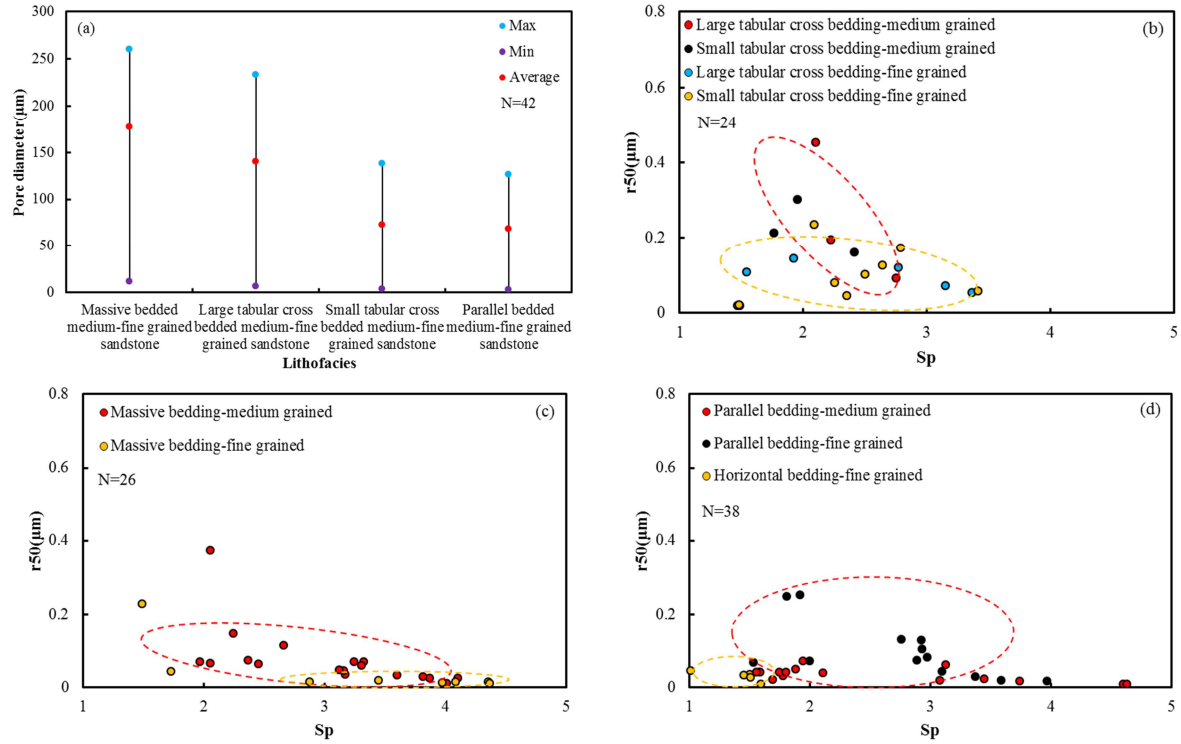 (a)
Max
Min
Average
N=42
300
250
200
150
100
50
0
Pore diameter(μm)
Massive bedded
medium-fine grained
sandstone
Large tabular cross
bedded medium-fine
grained sandstone
Small tabular cross
bedded medium-fine
grained sandstone
Parallel bedded
medium-fine grained
sandstone
Lithofacies
(b)
Large tabular cross bedding-medium grained
Small tabular cross bedding-medium grained
Large tabular cross bedding-fine grained
Small tabular cross bedding-fine grained
N=24
0.8
0.6
0.4
0.2
0
r50(μm)
1 2 3 4 5
Sp
(c)
Massive bedding-medium grained
Massive bedding-fine grained
N=26
0.8
0.6
0.4
0.2
0
r50(μm)
1 2 3 4 5
Sp
(d)
Parallel bedding-medium grained
Parallel bedding-fine grained
Horizontal bedding-fine grained
N=38
0.8
0.6
0.4
0.2
0
r50(μm)
1 2 3 4 5
Sp